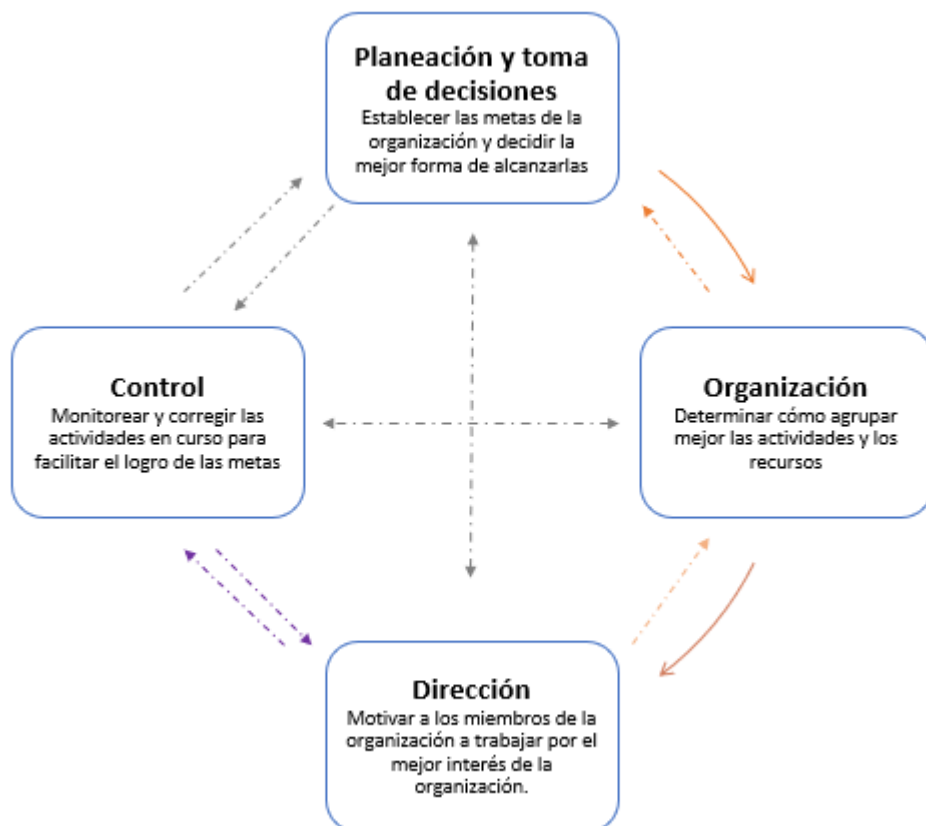 Planeación y toma
de decisiones
Establecer las metas de la
organización y decidir la
mejor forma de alcanzarlas
Control
Monitorear y corregir las
actividades en curso para
facilitar el logro de las metas
Organización
Determinar cómo agrupar
mejor las actividades y los
recursos
Dirección
Motivar a los miembros de la
organización a trabajar por el
mejor interés de la
organización.